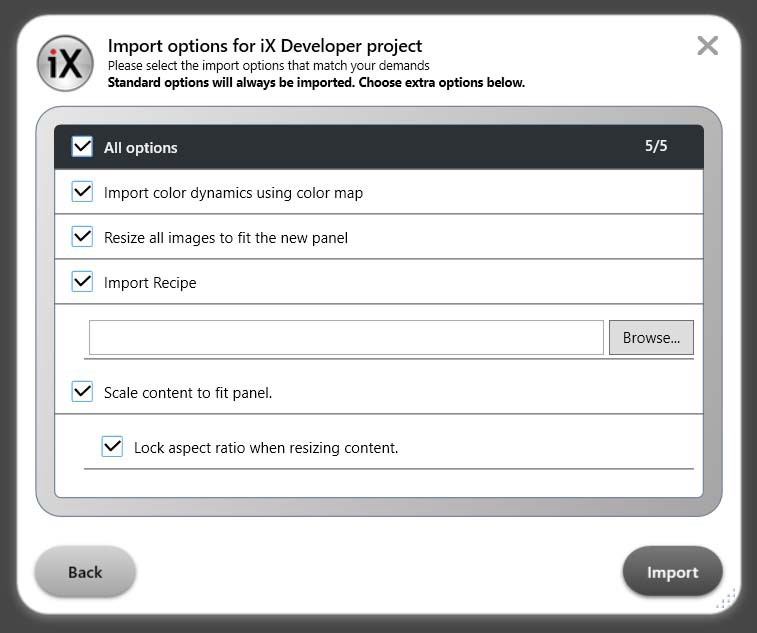 iX
Import options for iX Developer project
Please select the import options that match your demands
Standard options will always be imported. Choose extra options below.
All options 5/5
Import color dynamics using color map
Resize all images to fit the new panel
Import Recipe
Browse...
Scale content to fit panel.
Lock aspect ratio when resizing content.
Back Import